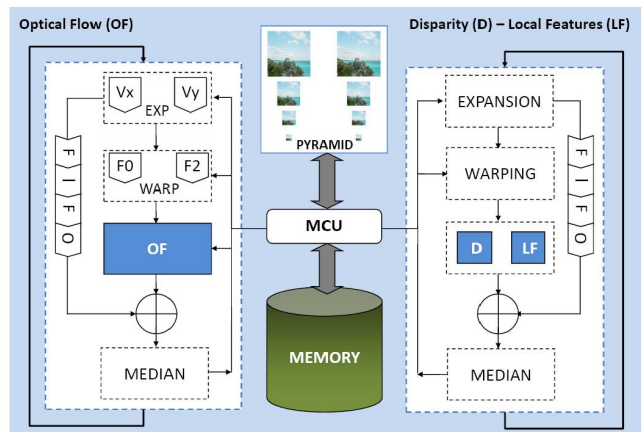 Optical Flow (OF)
Disparity (D) – Local Features (LF)
Vx
Vy
EXP
F
I
F
O
F0
F2
WARP
OF
MEDIAN
PYRAMID
MCU
MEMORY
EXPANSION
WARPING
D
LF
F
I
F
O
MEDIAN